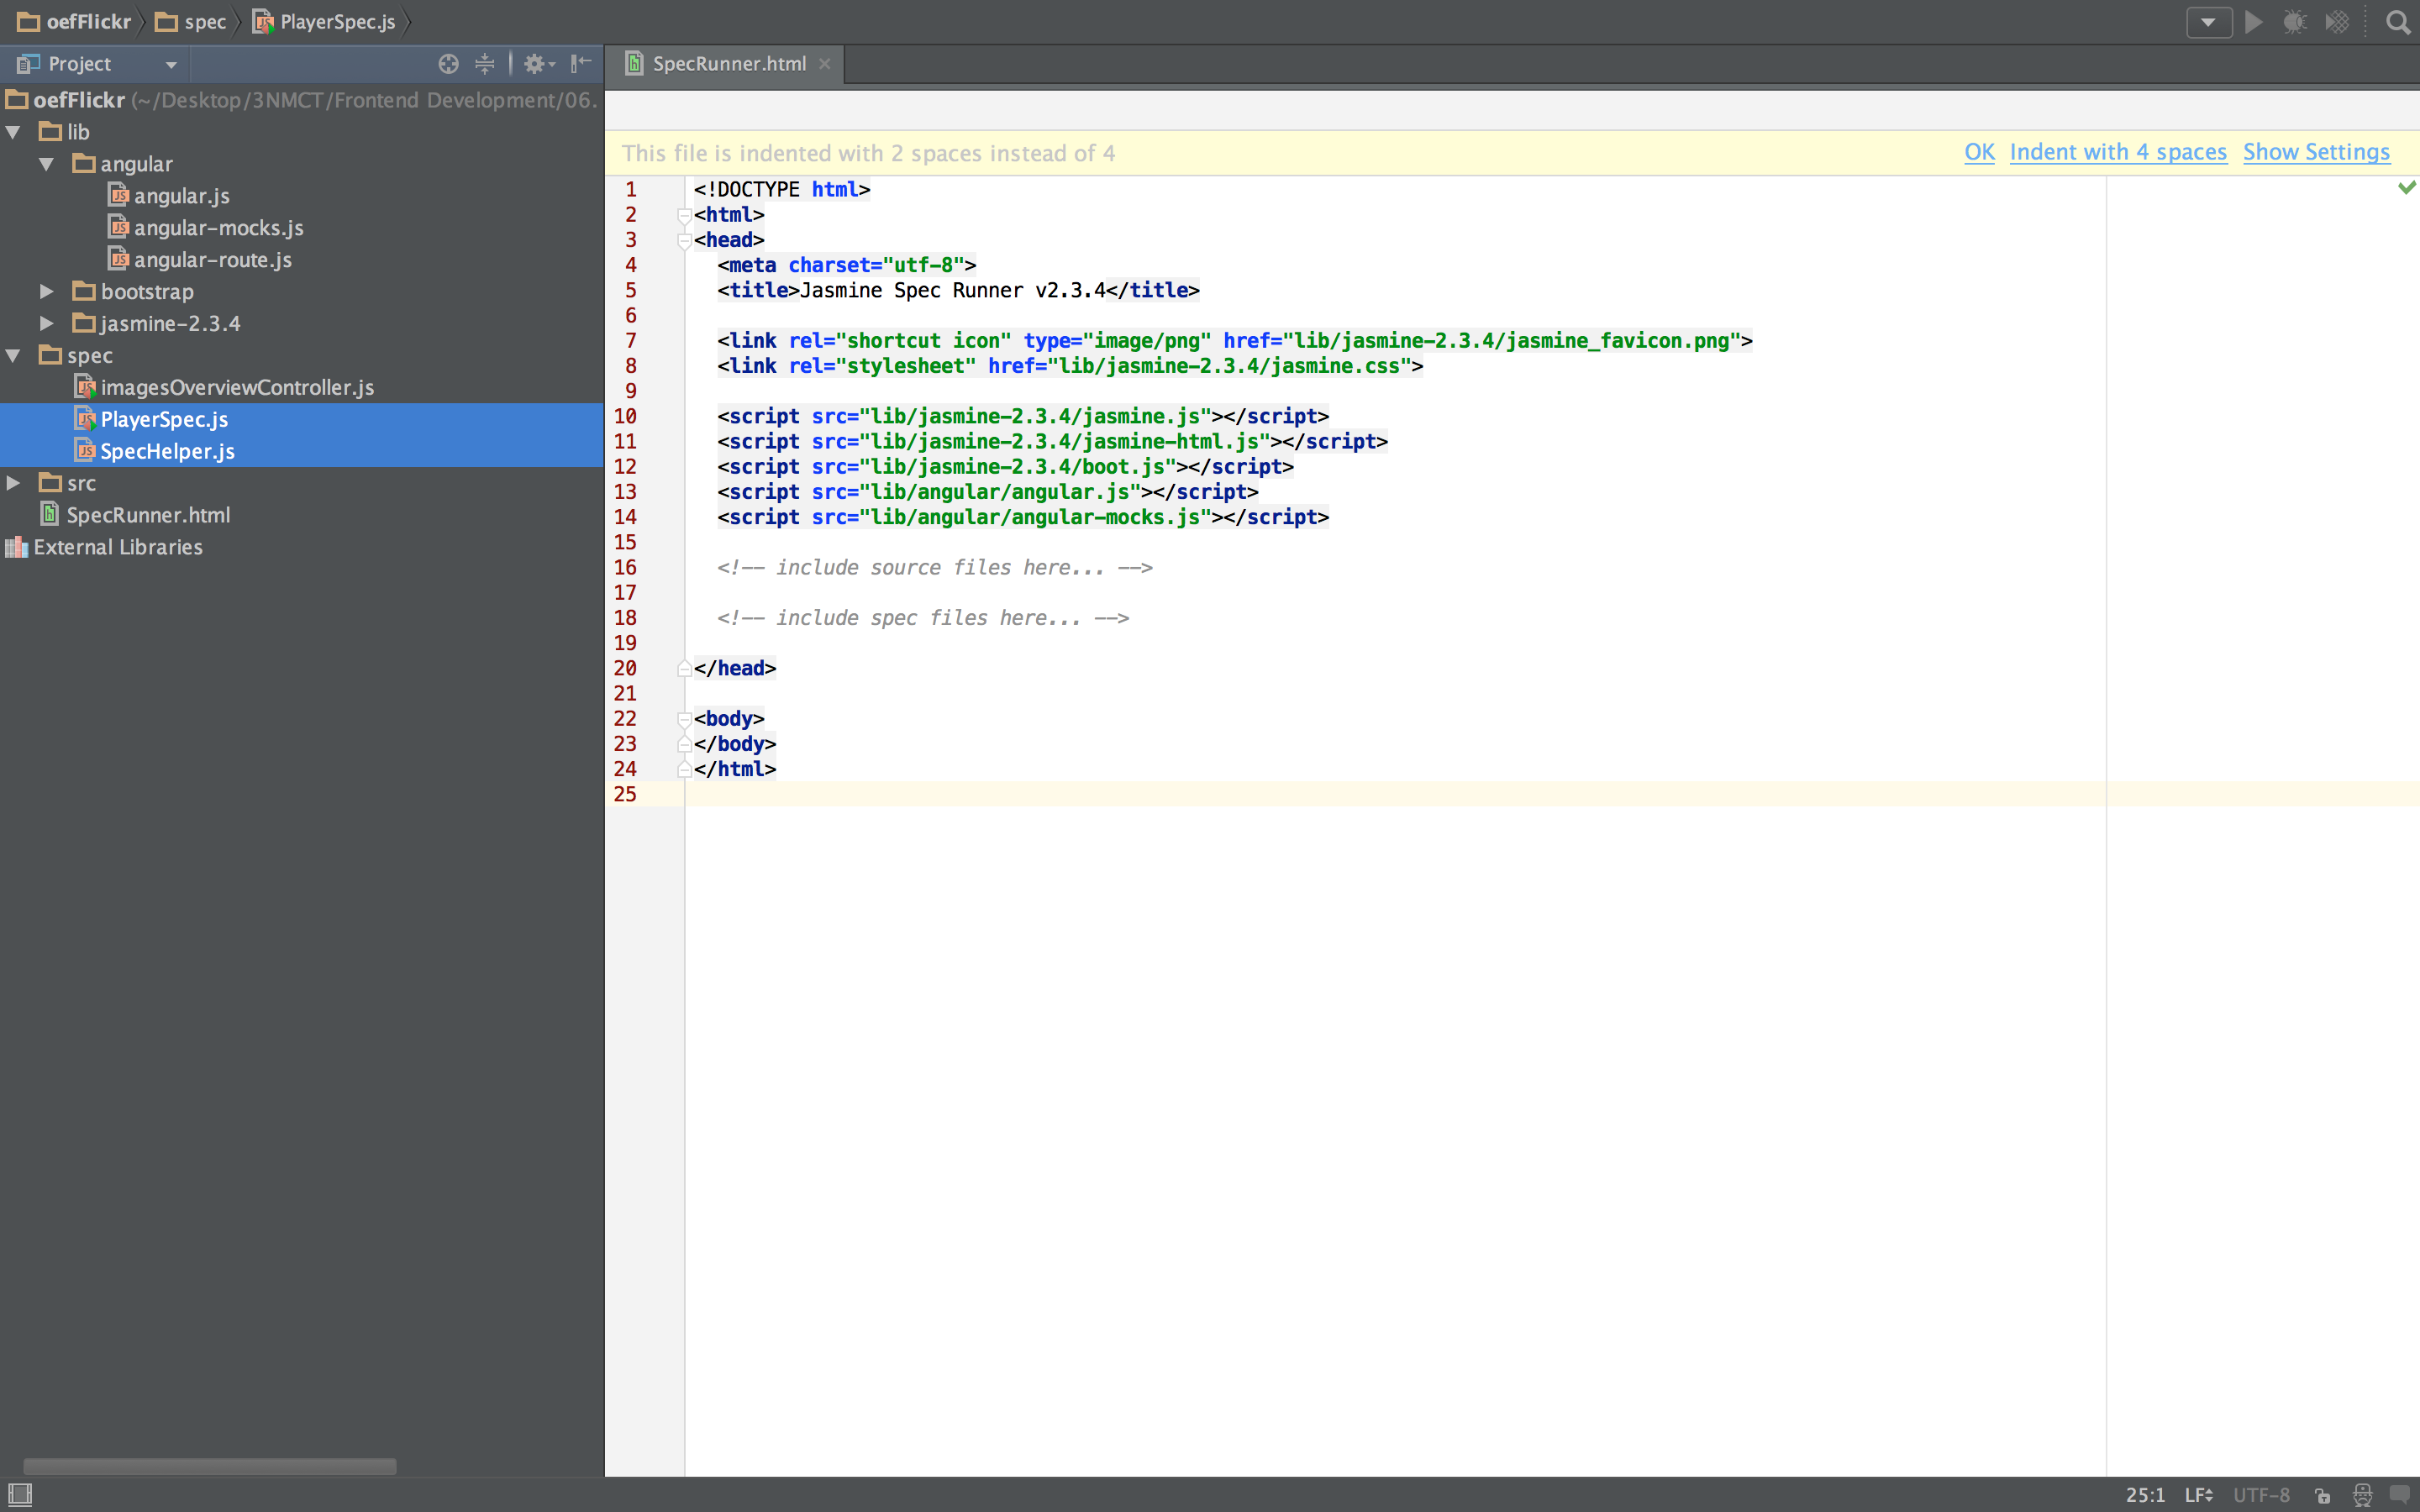 oefFlickr spec PlayerSpec.js
Project
SpecRunner.html
oefFlickr (~/Desktop/3NMCT/Frontend Development/06.
lib
angular
angular.js
angular-mocks.js
angular-route.js
bootstrap
jasmine-2.3.4
spec
imagesOverviewController.js
PlayerSpec.js
SpecHelper.js
src
SpecRunner.html
External Libraries
This file is indented with 2 spaces instead of 4 OK Indent with 4 spaces Show Settings
1 <!DOCTYPE html>
2 <html>
3 <head>
4 <meta charset="utf-8">
5 <title>Jasmine Spec Runner v2.3.4</title>
6
7 <link rel="shortcut icon" type="image/png" href="lib/jasmine-2.3.4/jasmine_favicon.png">
8 <link rel="stylesheet" href="lib/jasmine-2.3.4/jasmine.css">
9
10 <script src="lib/jasmine-2.3.4/jasmine.js"></script>
11 <script src="lib/jasmine-2.3.4/jasmine-html.js"></script>
12 <script src="lib/jasmine-2.3.4/boot.js"></script>
13 <script src="lib/angular/angular.js"></script>
14 <script src="lib/angular/angular-mocks.js"></script>
15
16 <!-- include source files here... -->
17
18 <!-- include spec files here... -->
19
20 </head>
21
22 <body>
23 </body>
24 </html>
25
25:1 LF UTF-8